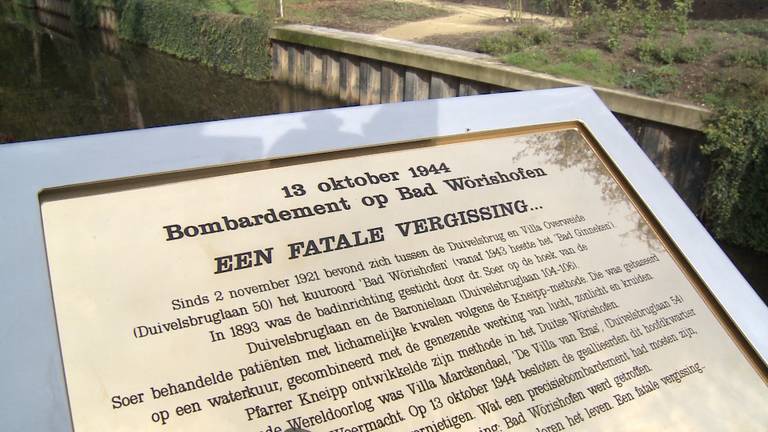 13 oktober 1944
Bombardement op Bad Wörishofen
EEN FATALE VERGISSING...
Sinds 2 november 1921 bevond zich tussen de Duivelsbrug en Villa Overweide
(Duivelsbruglaan 50) het kuuroord 'Bad Wörishofen' (vanaf 1943 heette het 'Bad Ginneken').
In 1893 was de badinrichting gesticht door dr. Soer op de hoek van de
Duivelsbruglaan en de Baronielaan (Duivelsbruglaan 104-106).
Soer behandelde patiënten met lichamelijke kwalen volgens de Kneipp-methode. Die was gebaseerd
op een waterkuur, gecombineerd met de genezende werking van lucht, zonlicht en kruiden
Pfarrer Kneipp ontwikkelde zijn methode in het Duitse Wörishofen.
de Wereldoorlog was Villa Marckendael, 'De Villa van Eras', (Duivelsbruglaan 54)
Weermacht. Op 13 oktober 1944 besloten de geallieerden dit hoofdkwartier
ernietigen. Wat een precisiebombardement had moeten zijn,
ing: Bad Wörishofen werd getroffen.
loren het leven. Een fatale vergissing.